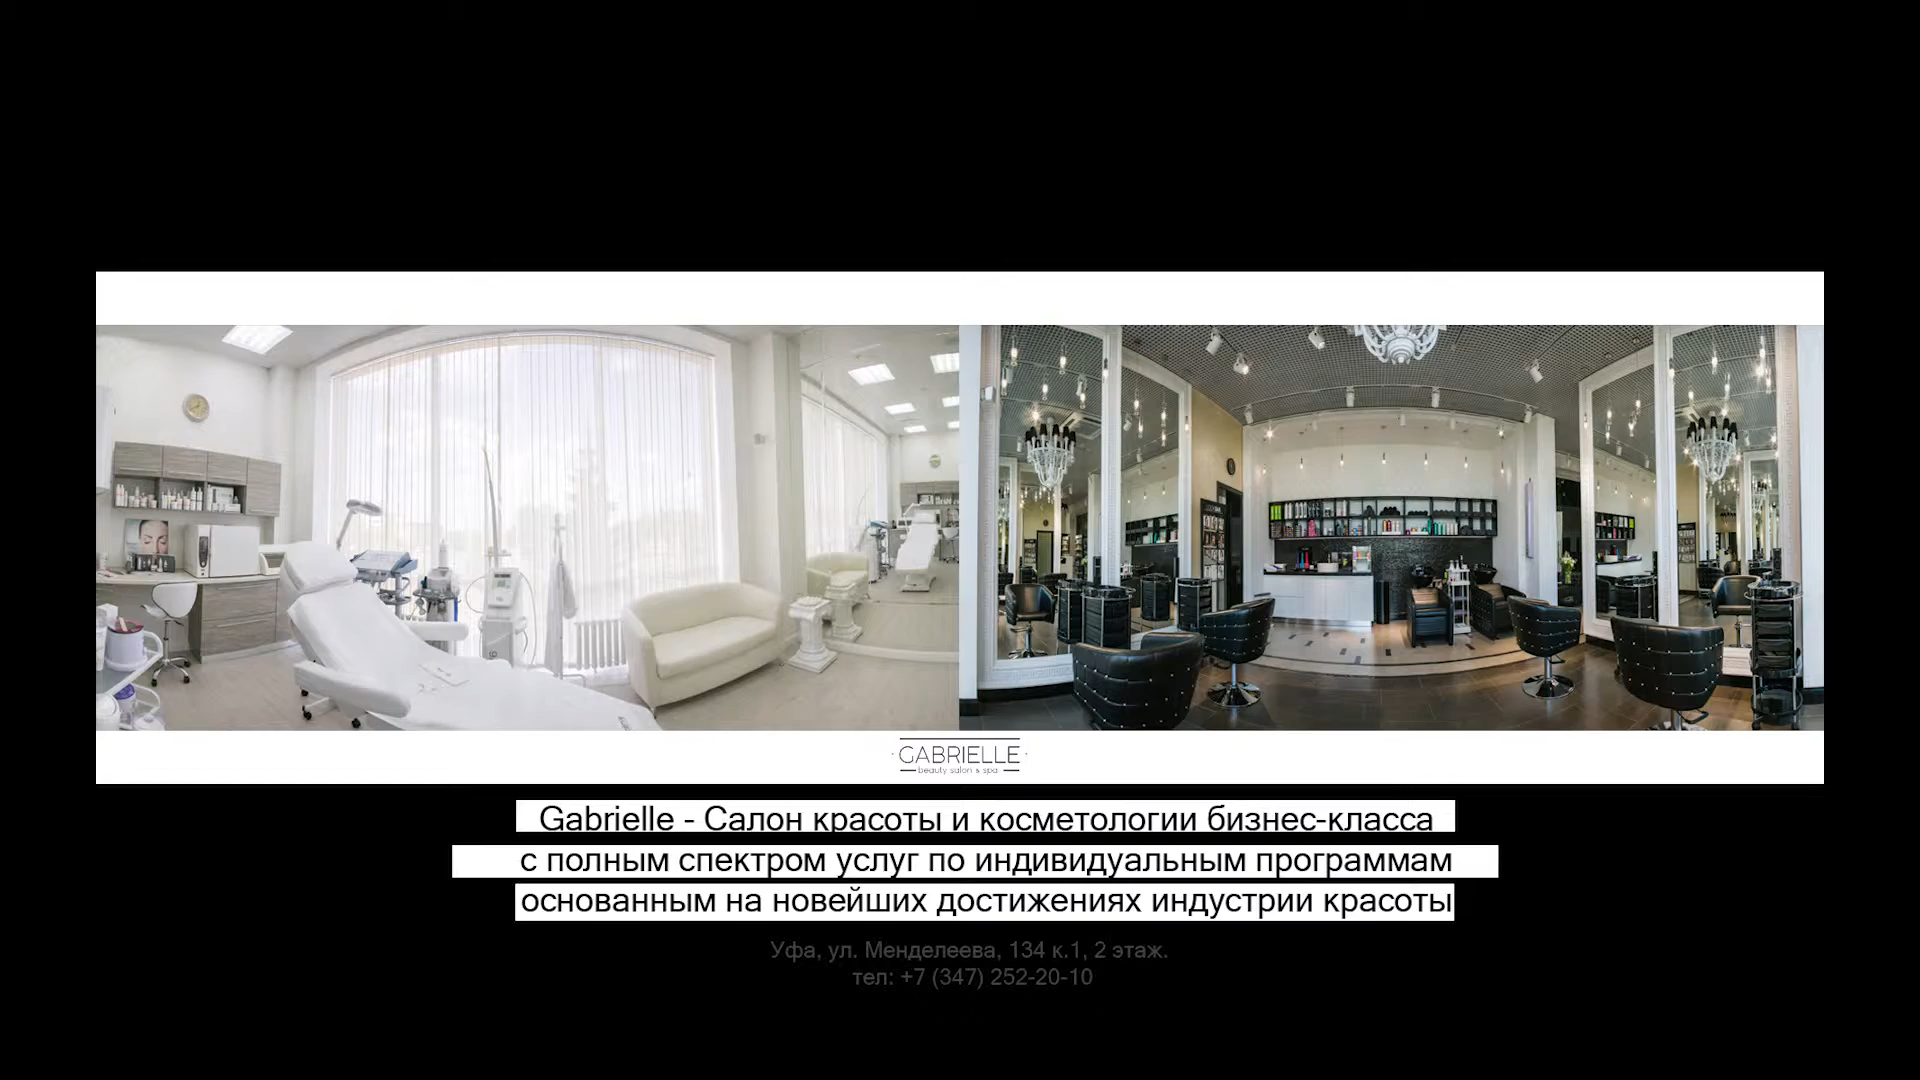 GABRIELLE
beauty salon & spa
Gabrielle - Салон красоты и косметологии бизнес-класса
с полным спектром услуг по индивидуальным программам
основанным на новейших достижениях индустрии красоты
Уфа, ул. Менделеева, 134 к.1, 2 этаж.
тел: +7 (347) 252-20-10